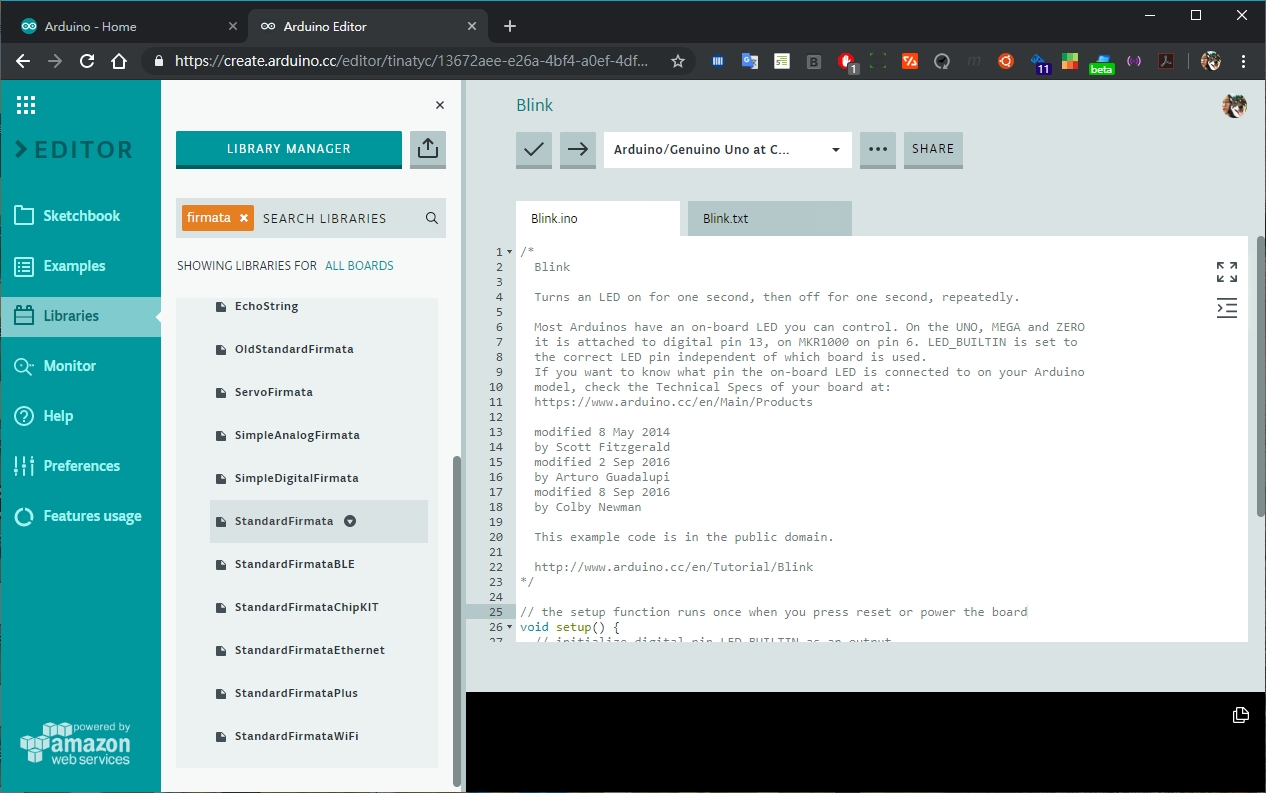 Arduino - Home
Arduino Editor
https://create.arduino.cc/editor/tinatyc/13672aee-e26a-4bf4-a0ef-4df...
1
11
beta
EDITOR
Sketchbook
Examples
Libraries
Monitor
Help
Preferences
Features usage
powered by
amazon
web services
LIBRARY MANAGER
firmata × SEARCH LIBRARIES
SHOWING LIBRARIES FOR ALL BOARDS
EchoString
OldStandardFirmata
ServoFirmata
SimpleAnalogFirmata
SimpleDigitalFirmata
StandardFirmata
StandardFirmataBLE
StandardFirmataChipKIT
StandardFirmataEthernet
StandardFirmataPlus
StandardFirmataWiFi
Blink
Arduino/Genuino Uno at C...
SHARE
Blink.ino
Blink.txt
1 /*
2 Blink
3
4 Turns an LED on for one second, then off for one second, repeatedly.
5
6 Most Arduinos have an on-board LED you can control. On the UNO, MEGA and ZERO
7 it is attached to digital pin 13, on MKR1000 on pin 6. LED_BUILTIN is set to
8 the correct LED pin independent of which board is used.
9 If you want to know what pin the on-board LED is connected to on your Arduino
10 model, check the Technical Specs of your board at:
11 https://www.arduino.cc/en/Main/Products
12
13 modified 8 May 2014
14 by Scott Fitzgerald
15 modified 2 Sep 2016
16 by Arturo Guadalupi
17 modified 8 Sep 2016
18 by Colby Newman
19
20 This example code is in the public domain.
21
22 http://www.arduino.cc/en/Tutorial/Blink
23 */
24
25 // the setup function runs once when you press reset or power the board
26 void setup() {
27 // initialize digital pin LED_BUILTIN as an output